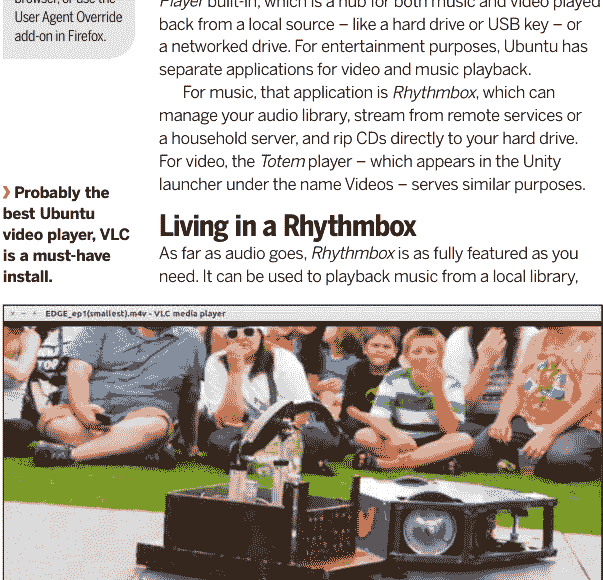 browser, or use the
User Agent Override
add-on in Firefox.
Player built-in, which is a hub for both music and video played
back from a local source – like a hard drive or USB key – or
a networked drive. For entertainment purposes, Ubuntu has
separate applications for video and music playback.
For music, that application is Rhythmbox, which can
manage your audio library, stream from remote services or
a household server, and rip CDs directly to your hard drive.
For video, the Totem player – which appears in the Unity
launcher under the name Videos – serves similar purposes.
❯ Probably the
best Ubuntu
video player, VLC
is a must-have
install.
Living in a Rhythmbox
As far as audio goes, Rhythmbox is as fully featured as you
need. It can be used to playback music from a local library,
EDGE_ep1(smallest).m4v - VLC media player